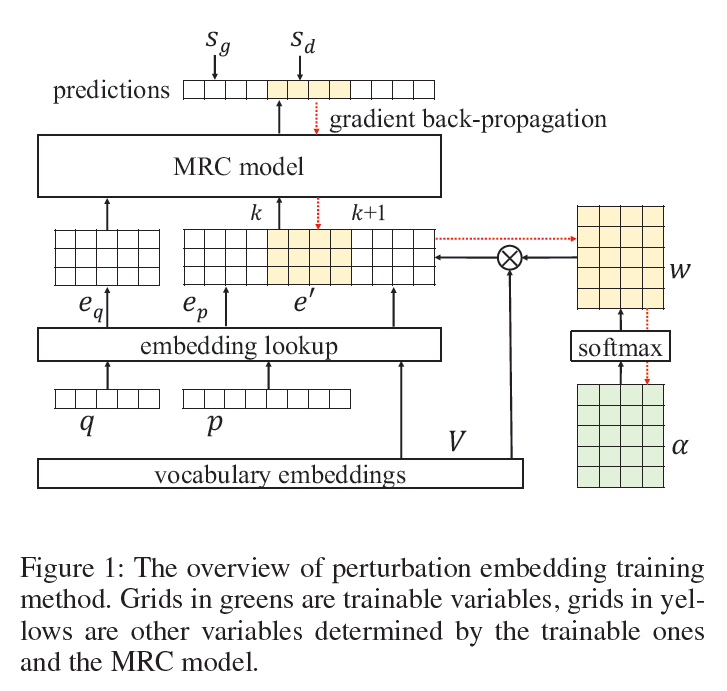 s_g s_d
predictions
gradient back-propagation
MRC model
k k+1
w
e_q e_p e′
embedding lookup
softmax
q p
V
α
vocabulary embeddings
Figure 1: The overview of perturbation embedding training
method. Grids in greens are trainable variables, grids in yel-
lows are other variables determined by the trainable ones
and the MRC model.